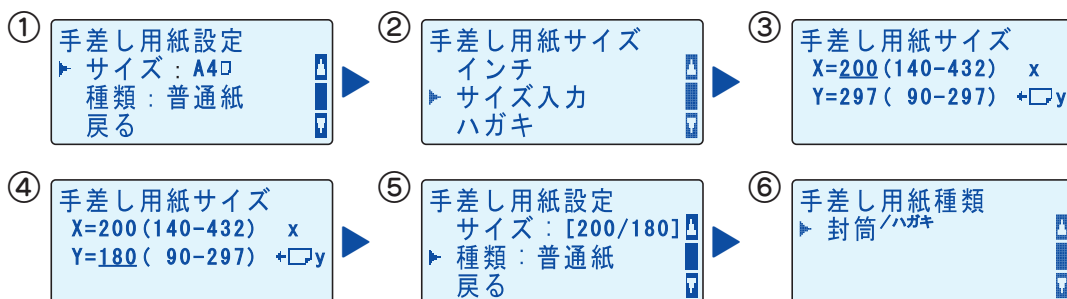 ①
手差し用紙設定
サイズ：A4
種類：普通紙
戻る
②
手差し用紙サイズ
インチ
サイズ入力
ハガキ
③
手差し用紙サイズ
X=200(140-432) x
Y=297( 90-297) y
④
手差し用紙サイズ
X=200(140-432) x
Y=180( 90-297) y
⑤
手差し用紙設定
サイズ：[200/180]
種類：普通紙
戻る
⑥
手差し用紙種類
封筒/ハガキ